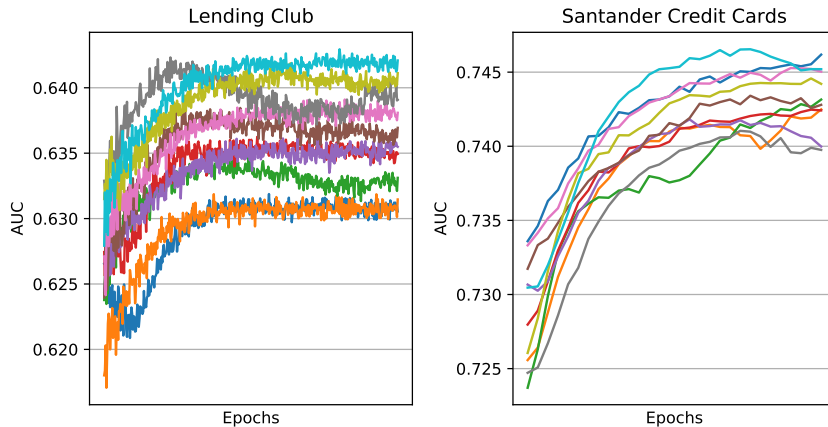 Lending Club
AUC
0.640
0.635
0.630
0.625
0.620
Epochs
Santander Credit Cards
AUC
0.745
0.740
0.735
0.730
0.725
Epochs